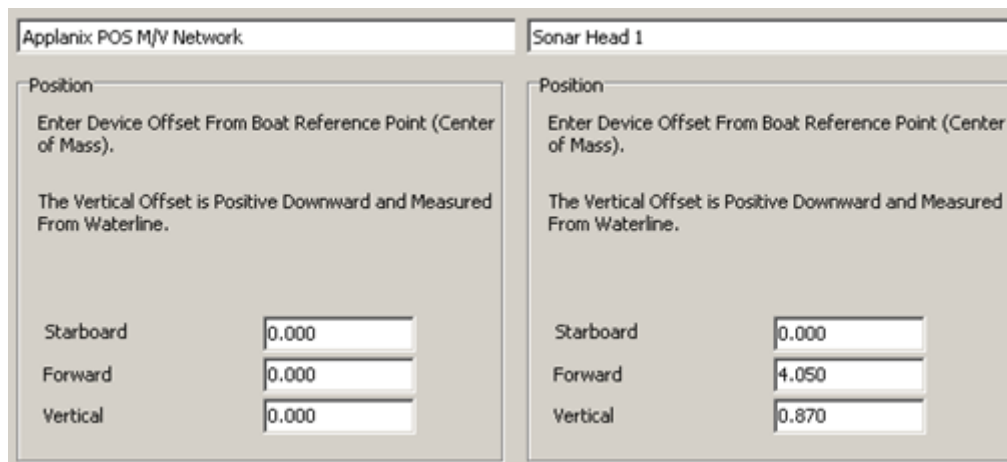 Applanix POS M/V Network
Position
Enter Device Offset From Boat Reference Point (Center
of Mass).
The Vertical Offset is Positive Downward and Measured
From Waterline.
Starboard 0.000
Forward 0.000
Vertical 0.000
Sonar Head 1
Position
Enter Device Offset From Boat Reference Point (Center
of Mass).
The Vertical Offset is Positive Downward and Measured
From Waterline.
Starboard 0.000
Forward 4.050
Vertical 0.870